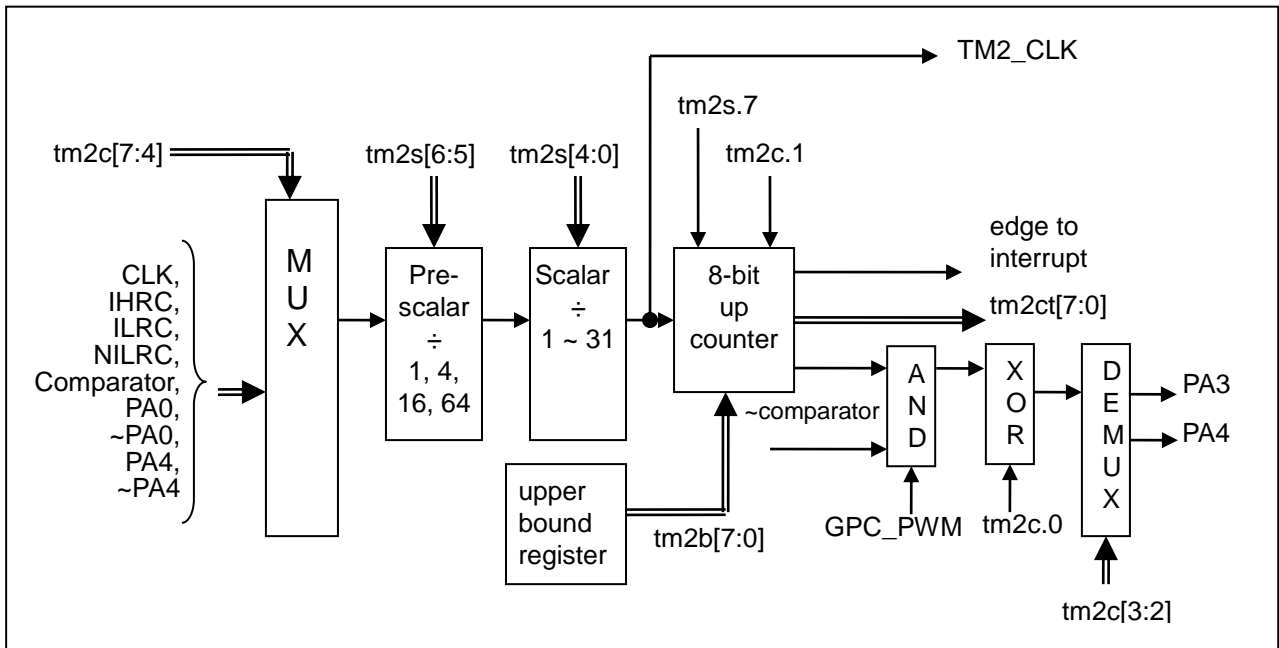 TM2_CLK
tm2s.7
tm2c[7:4]
tm2s[6:5]
tm2s[4:0]
tm2c.1
CLK,
IHRC,
ILRC,
NILRC,
Comparator,
PA0,
~PA0,
PA4,
~PA4
M
U
X
Pre-
scalar
÷
1, 4,
16, 64
Scalar
÷
1 ~ 31
8-bit
up
counter
edge to
interrupt
tm2ct[7:0]
~comparator
A
N
D
X
O
R
D
E
M
U
X
PA3
PA4
upper
bound
register
tm2b[7:0]
GPC_PWM
tm2c.0
tm2c[3:2]